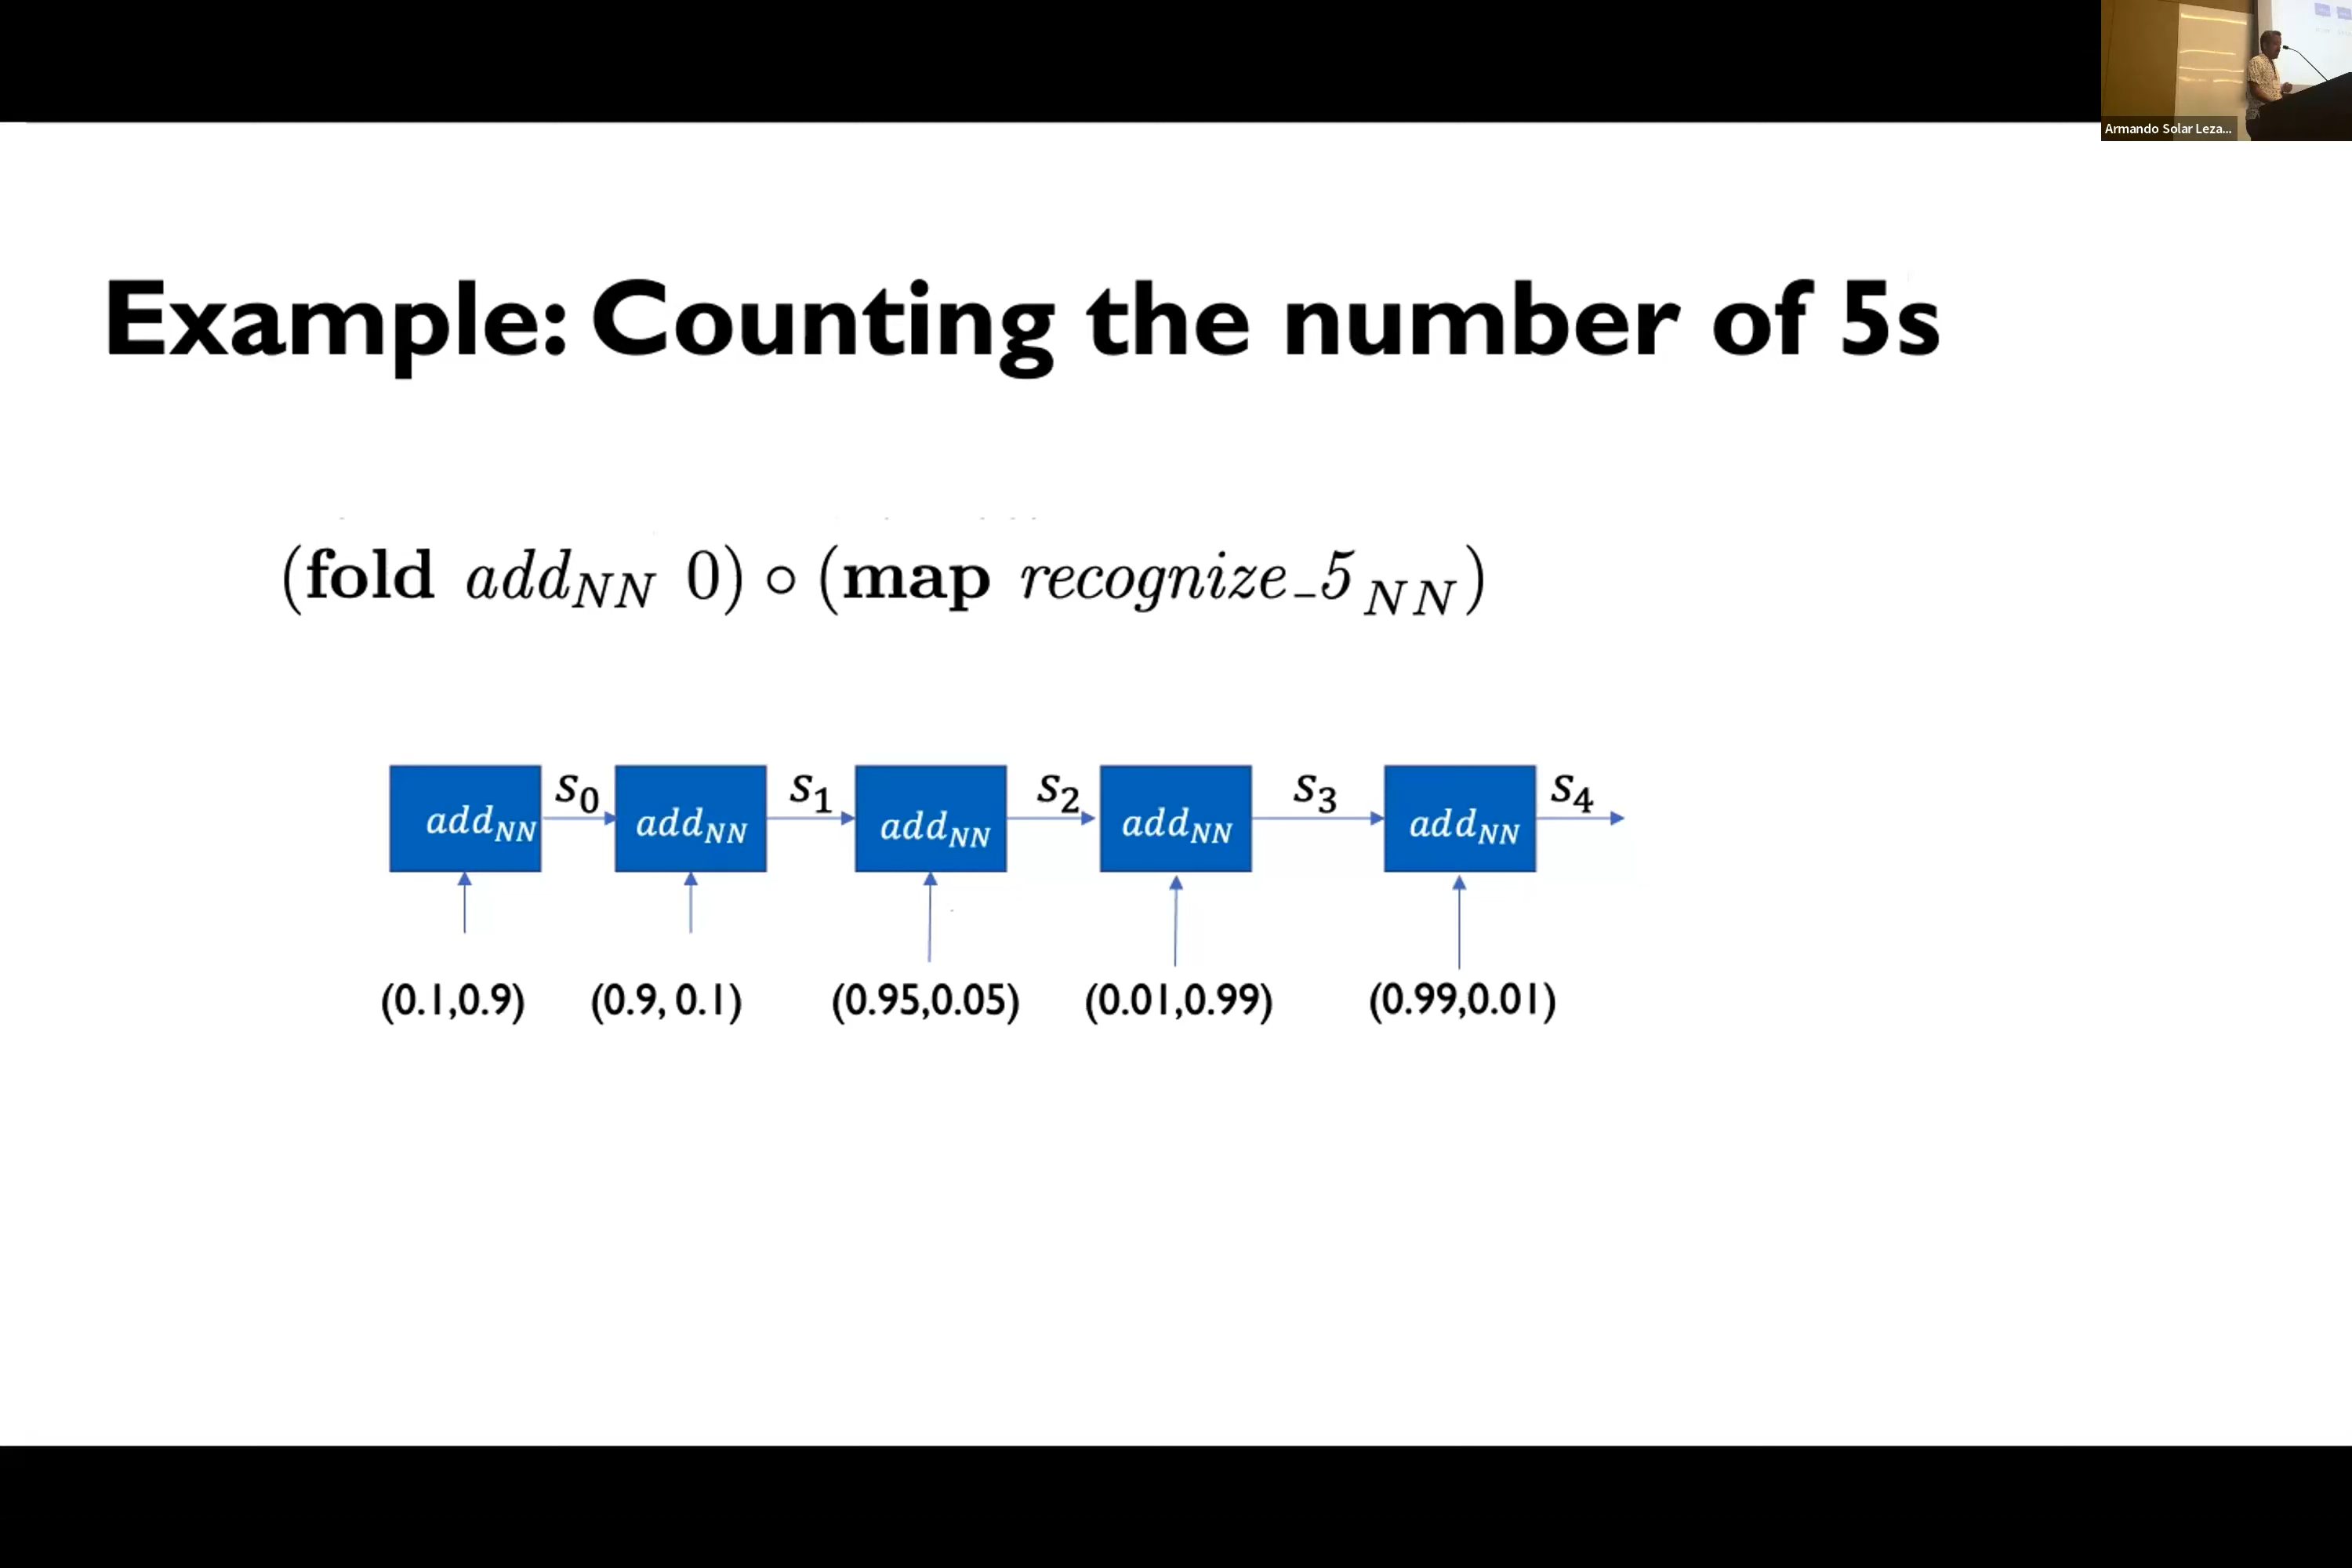 Armando Solar Leza...
Example: Counting the number of 5s
(fold add_NN 0) ∘ (map recognize_5_NN)
s_0 s_1 s_2 s_3 s_4
add_NN add_NN add_NN add_NN add_NN
(0.1,0.9) (0.9, 0.1) (0.95,0.05) (0.01,0.99) (0.99,0.01)